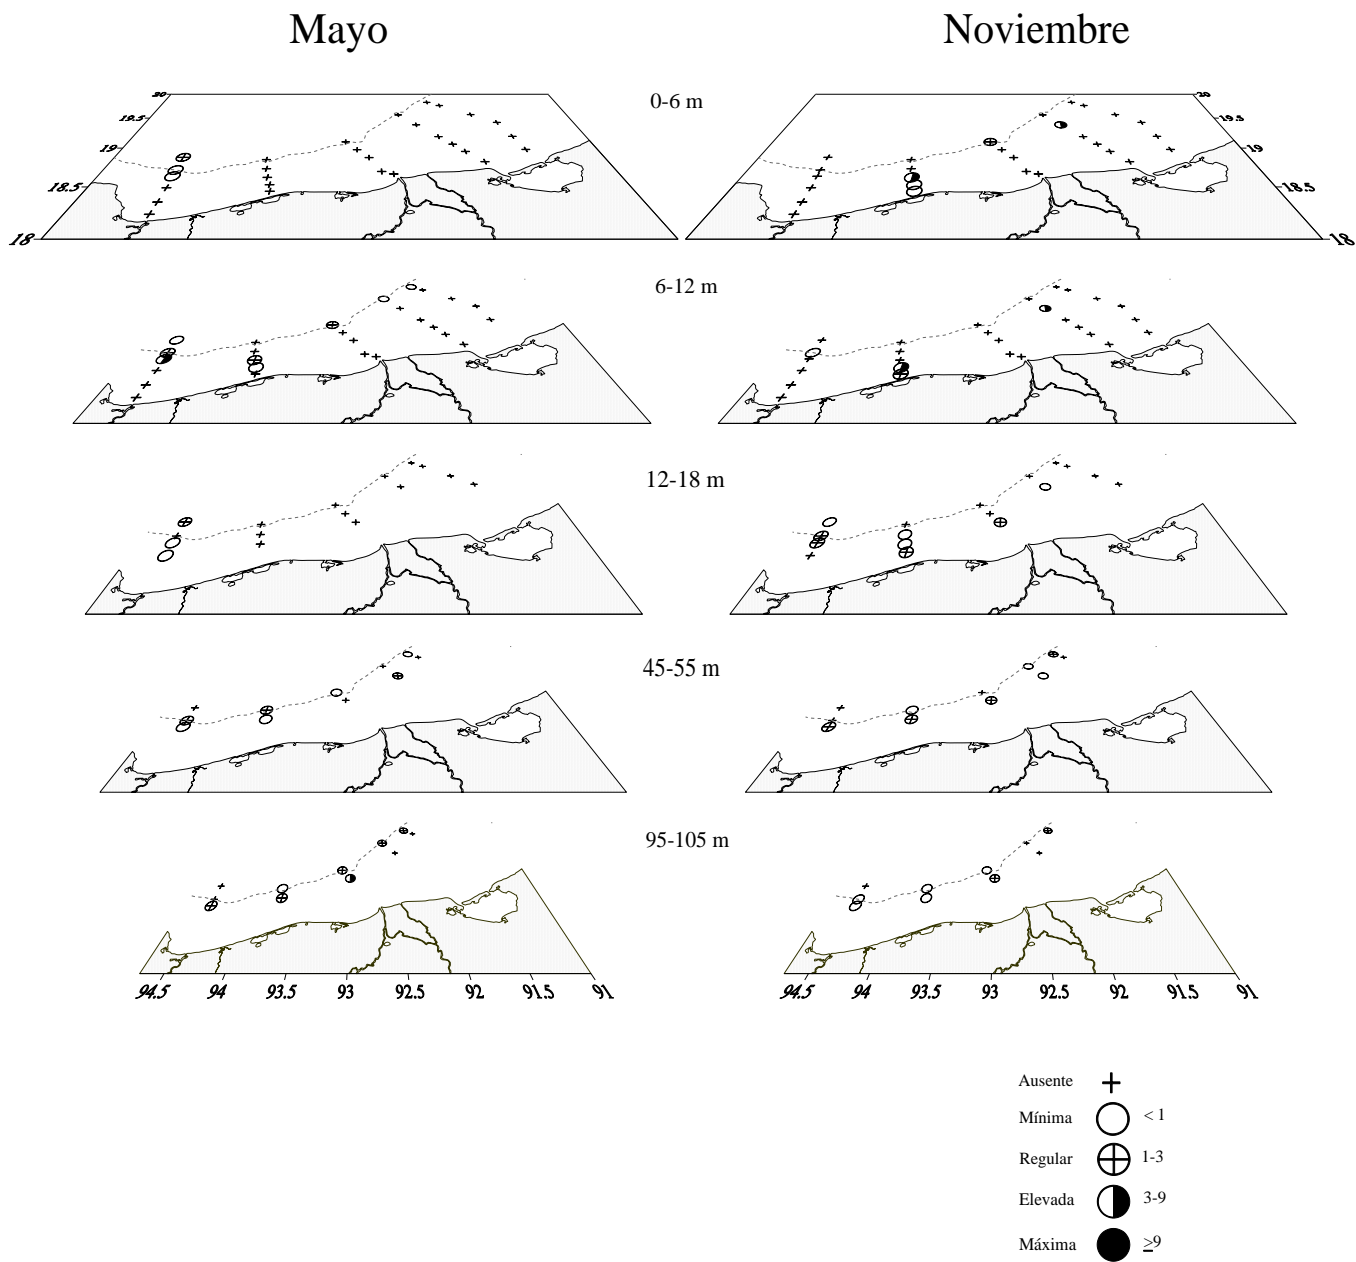 Mayo
Noviembre
0-6 m
20
19.5
19
18.5
18
20
19.5
19
18.5
18
6-12 m
12-18 m
45-55 m
95-105 m
94.5 94 93.5 93 92.5 92 91.5 91
94.5 94 93.5 93 92.5 92 91.5 91
Ausente
Mínima < 1
Regular 1-3
Elevada 3-9
Máxima ≥9